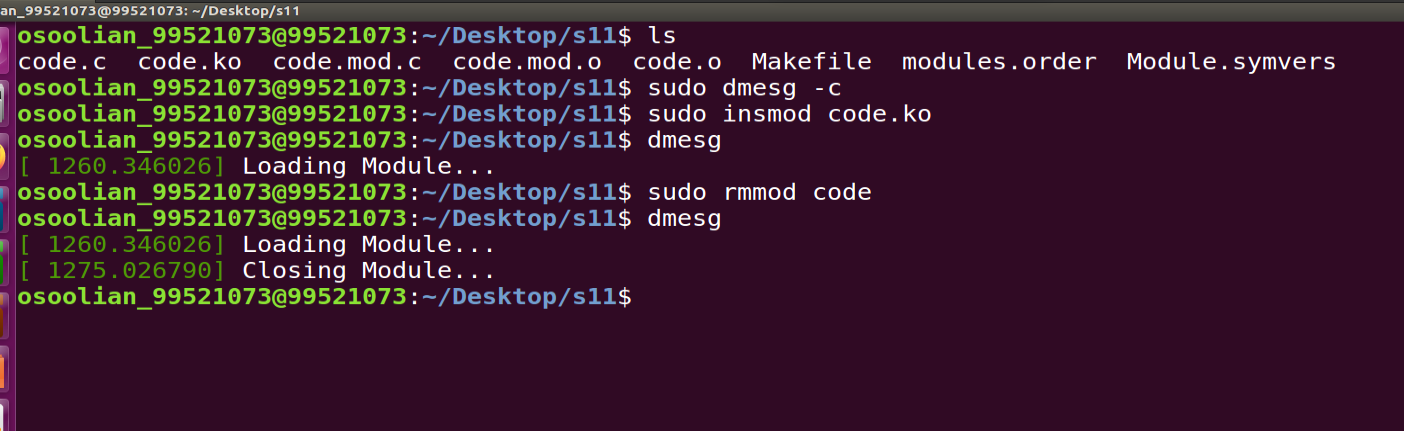 an_99521073@99521073: ~/Desktop/s11
osoolian_99521073@99521073:~/Desktop/s11$ ls
code.c  code.ko  code.mod.c  code.mod.o  code.o  Makefile  modules.order  Module.symvers
osoolian_99521073@99521073:~/Desktop/s11$ sudo dmesg -c
osoolian_99521073@99521073:~/Desktop/s11$ sudo insmod code.ko
osoolian_99521073@99521073:~/Desktop/s11$ dmesg
[ 1260.346026] Loading Module...
osoolian_99521073@99521073:~/Desktop/s11$ sudo rmmod code
osoolian_99521073@99521073:~/Desktop/s11$ dmesg
[ 1260.346026] Loading Module...
[ 1275.026790] Closing Module...
osoolian_99521073@99521073:~/Desktop/s11$